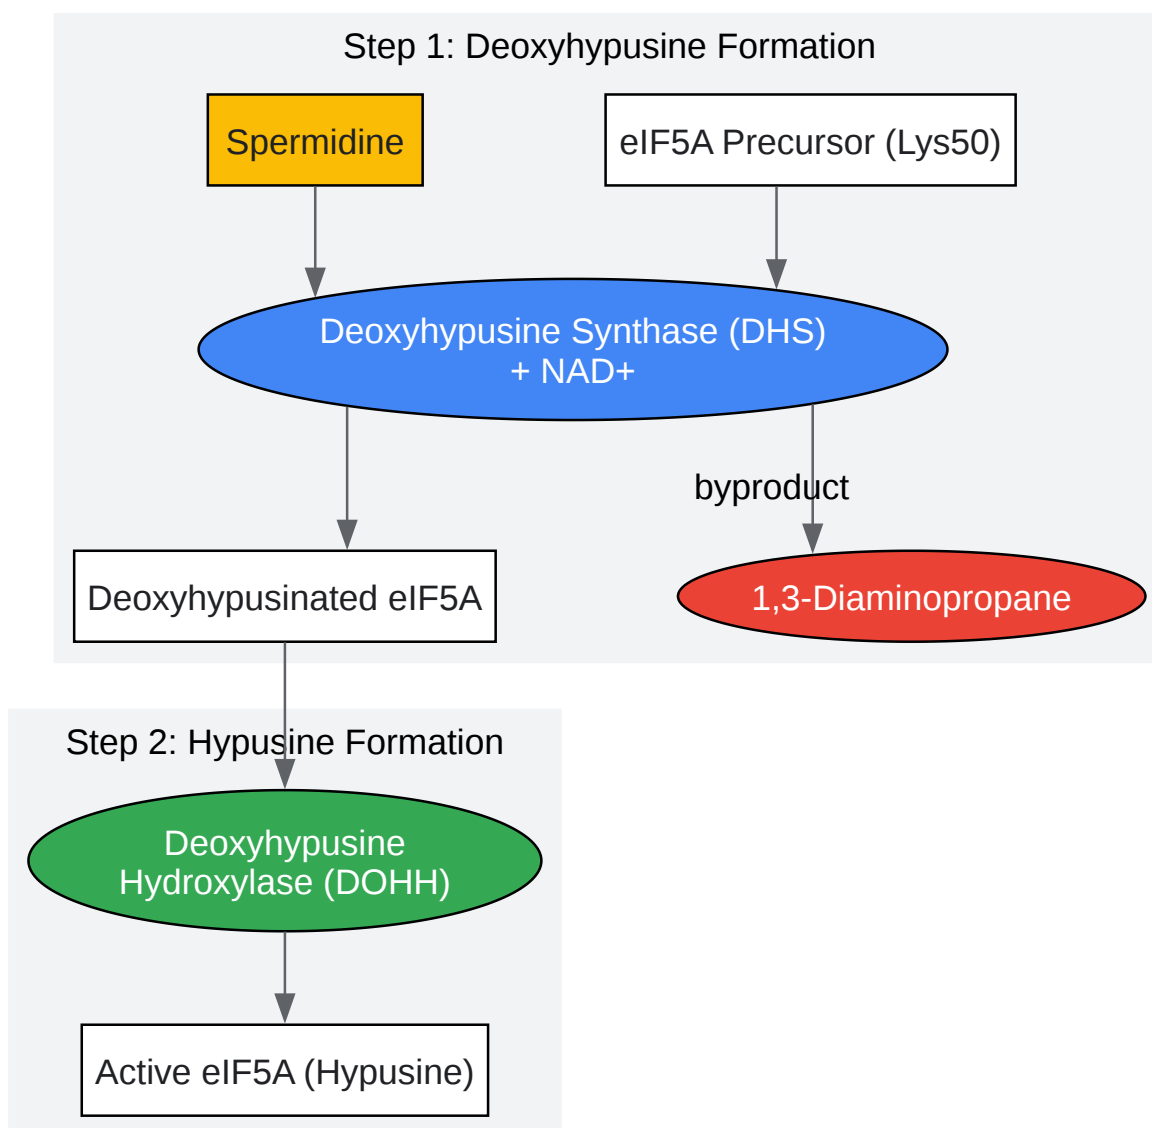 Step 1: Deoxyhypusine Formation
Spermidine
eIF5A Precursor (Lys50)
Deoxyhypusine Synthase (DHS)
+ NAD+
byproduct
Deoxyhypusinated eIF5A
1,3-Diaminopropane
Step 2: Hypusine Formation
Deoxyhypusine
Hydroxylase (DOHH)
Active eIF5A (Hypusine)